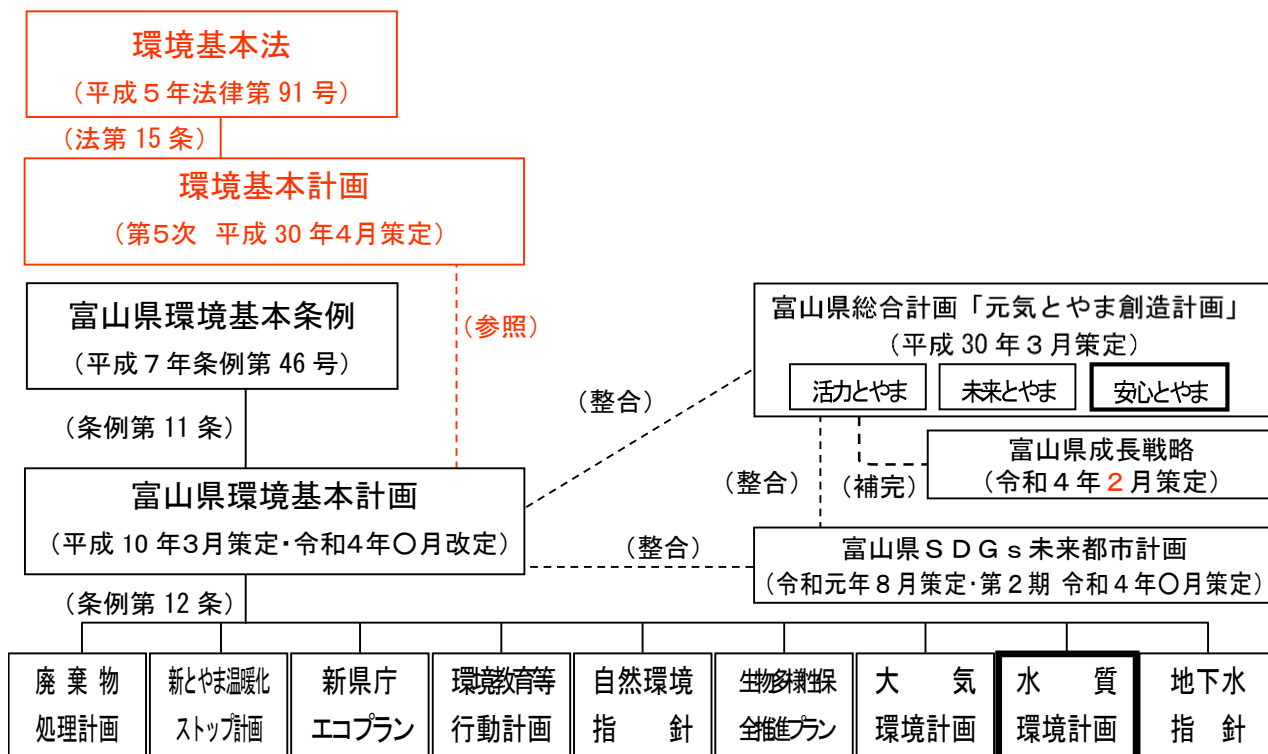 環境基本法
（平成５年法律第 91 号）
（法第 15 条）
環境基本計画
（第5次 平成 30 年4月策定）
（参照）
富山県環境基本条例
（平成７年条例第 46 号）
（条例第 11 条）
富山県環境基本計画
（平成 10 年3月策定・令和4年〇月改定）
（条例第 12 条）
富山県総合計画「元気とやま創造計画」
（平成 30 年３月策定）
活力とやま
未来とやま
安心とやま
（整合）
（整合）
（補完）
富山県成長戦略
（令和４年２月策定）
（整合）
富山県ＳＤＧｓ未来都市計画
（令和元年８月策定・第２期 令和４年〇月策定）
廃棄物
処理計画
新とやま温暖化
ストップ計画
新県庁
エコプラン
環境教育等
行動計画
自然環境
指針
生物多様性保
全推進プラン
大気
環境計画
水質
環境計画
地下水
指針